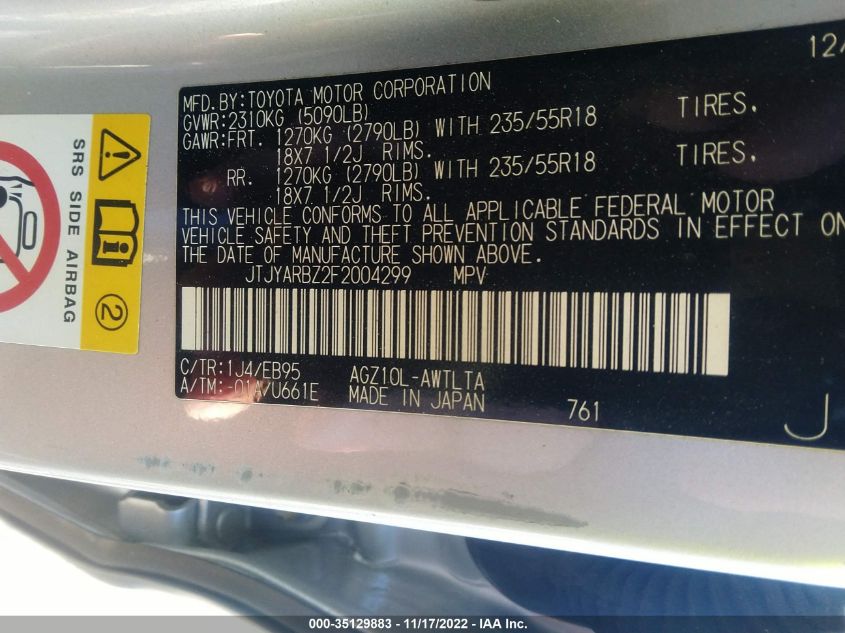 12/
MFD.BY:TOYOTA MOTOR CORPORATION
GVWR:2310KG (5090LB)
GAWR:FRT. 1270KG (2790LB) WITH 235/55R18 TIRES.
18X7 1/2J RIMS.
RR. 1270KG (2790LB) WITH 235/55R18 TIRES.
18X7 1/2J RIMS.
THIS VEHICLE CONFORMS TO ALL APPLICABLE FEDERAL MOTOR
VEHICLE SAFETY AND THEFT PREVENTION STANDARDS IN EFFECT ON
THE DATE OF MANUFACTURE SHOWN ABOVE.
JTJYARBZ2F2004299 MPV
C/TR:1J4/EB95 AGZ10L-AWTLTA
A/TM:-01A/U661E MADE IN JAPAN 761
J
SRS SIDE AIRBAG
2
000-35129883 - 11/17/2022 - IAA Inc.